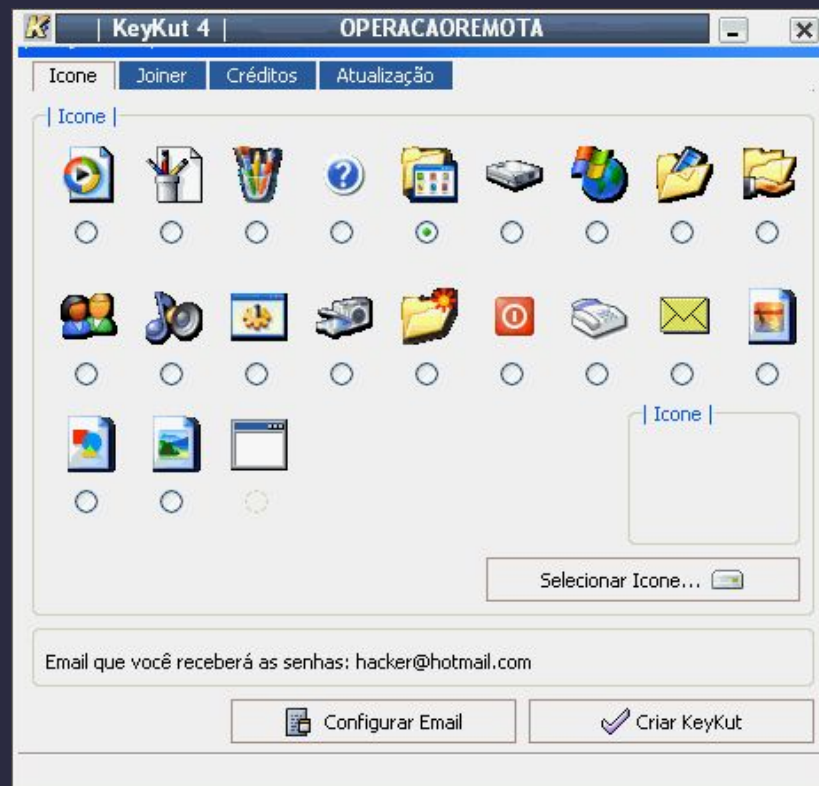 | KeyKut 4 | OPERACAOREMOTA
Icone Joiner Créditos Atualização
| Icone |
| Icone |
Selecionar Icone...
Email que você receberá as senhas: hacker@hotmail.com
Configurar Email Criar KeyKut